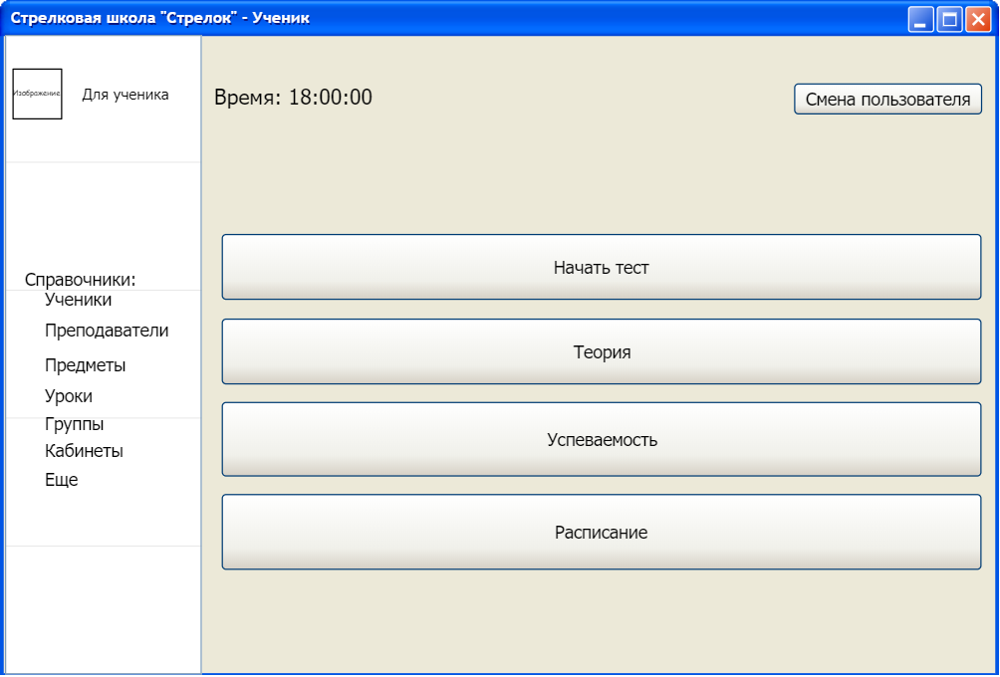 Стрелковая школа "Стрелок" - Ученик
Изображение
Для ученика
Время: 18:00:00
Смена пользователя
Справочники:
Ученики
Преподаватели
Предметы
Уроки
Группы
Кабинеты
Еще
Начать тест
Теория
Успеваемость
Расписание